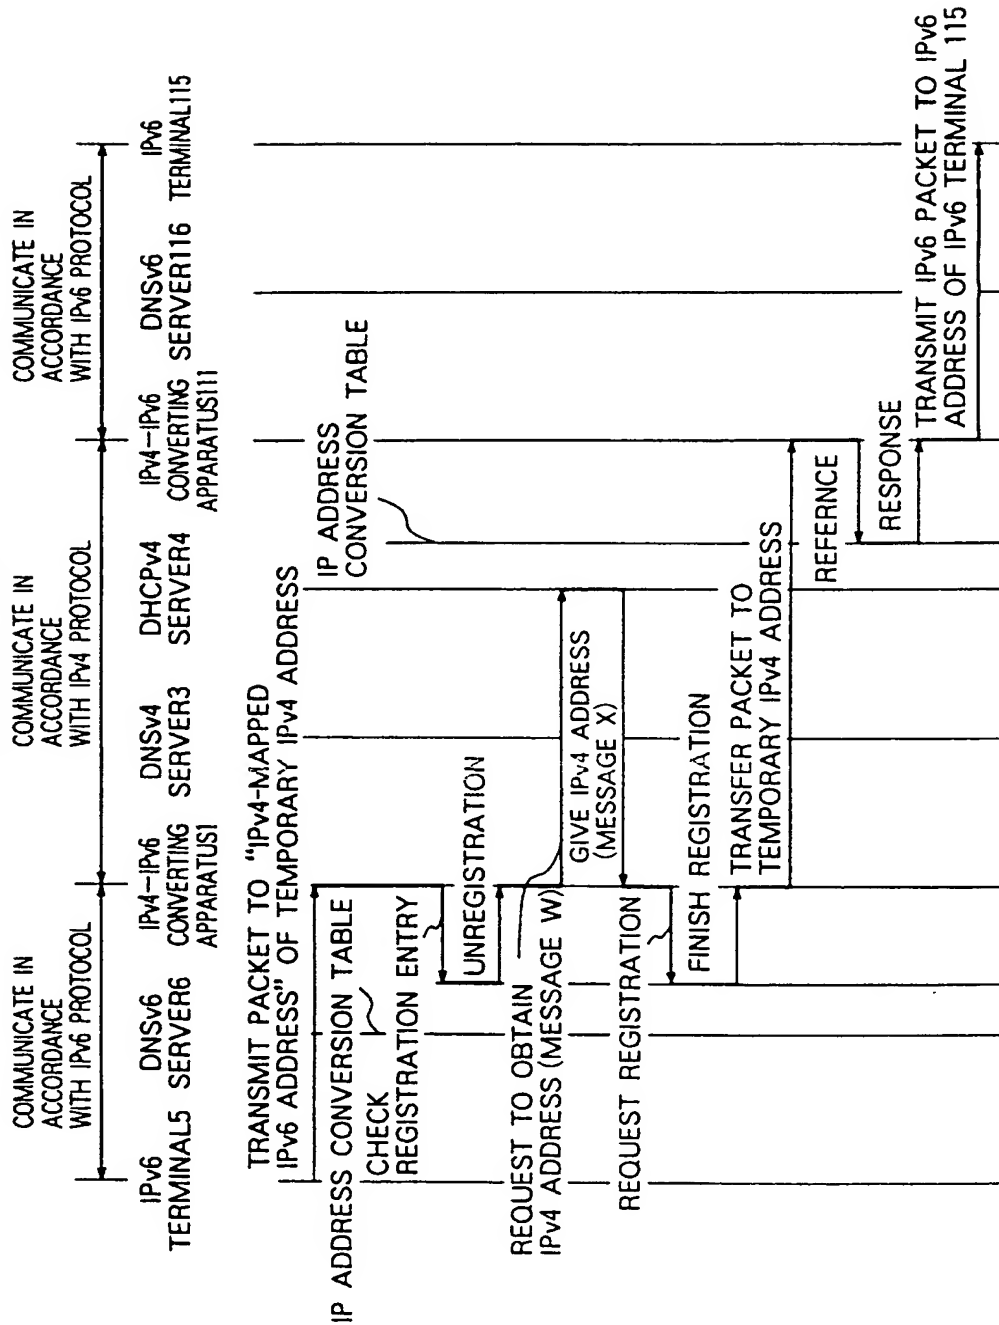 COMMUNICATE IN
ACCORDANCE
WITH IPv6 PROTOCOL
COMMUNICATE IN
ACCORDANCE
WITH IPv4 PROTOCOL
COMMUNICATE IN
ACCORDANCE
WITH IPv6 PROTOCOL
IPv6
TERMINAL5
DNSv6
SERVER6
IPv4-IPv6
CONVERTING
APPARATUS1
DNSv4
SERVER3
DHCPv4
SERVER4
IPv4-IPv6
CONVERTING
APPARATUS111
DNSv6
SERVER116
IPv6
TERMINAL115
TRANSMIT PACKET TO "IPv4-MAPPED
IPv6 ADDRESS" OF TEMPORARY IPv4 ADDRESS
IP ADDRESS CONVERSION TABLE
IP ADDRESS
CONVERSION TABLE
CHECK
REGISTRATION ENTRY
UNREGISTRATION
REQUEST TO OBTAIN
IPv4 ADDRESS (MESSAGE W)
GIVE IPv4 ADDRESS
(MESSAGE X)
REQUEST REGISTRATION
FINISH REGISTRATION
TRANSFER PACKET TO
TEMPORARY IPv4 ADDRESS
REFERNCE
RESPONSE
TRANSMIT IPv6 PACKET TO IPv6
ADDRESS OF IPv6 TERMINAL 115